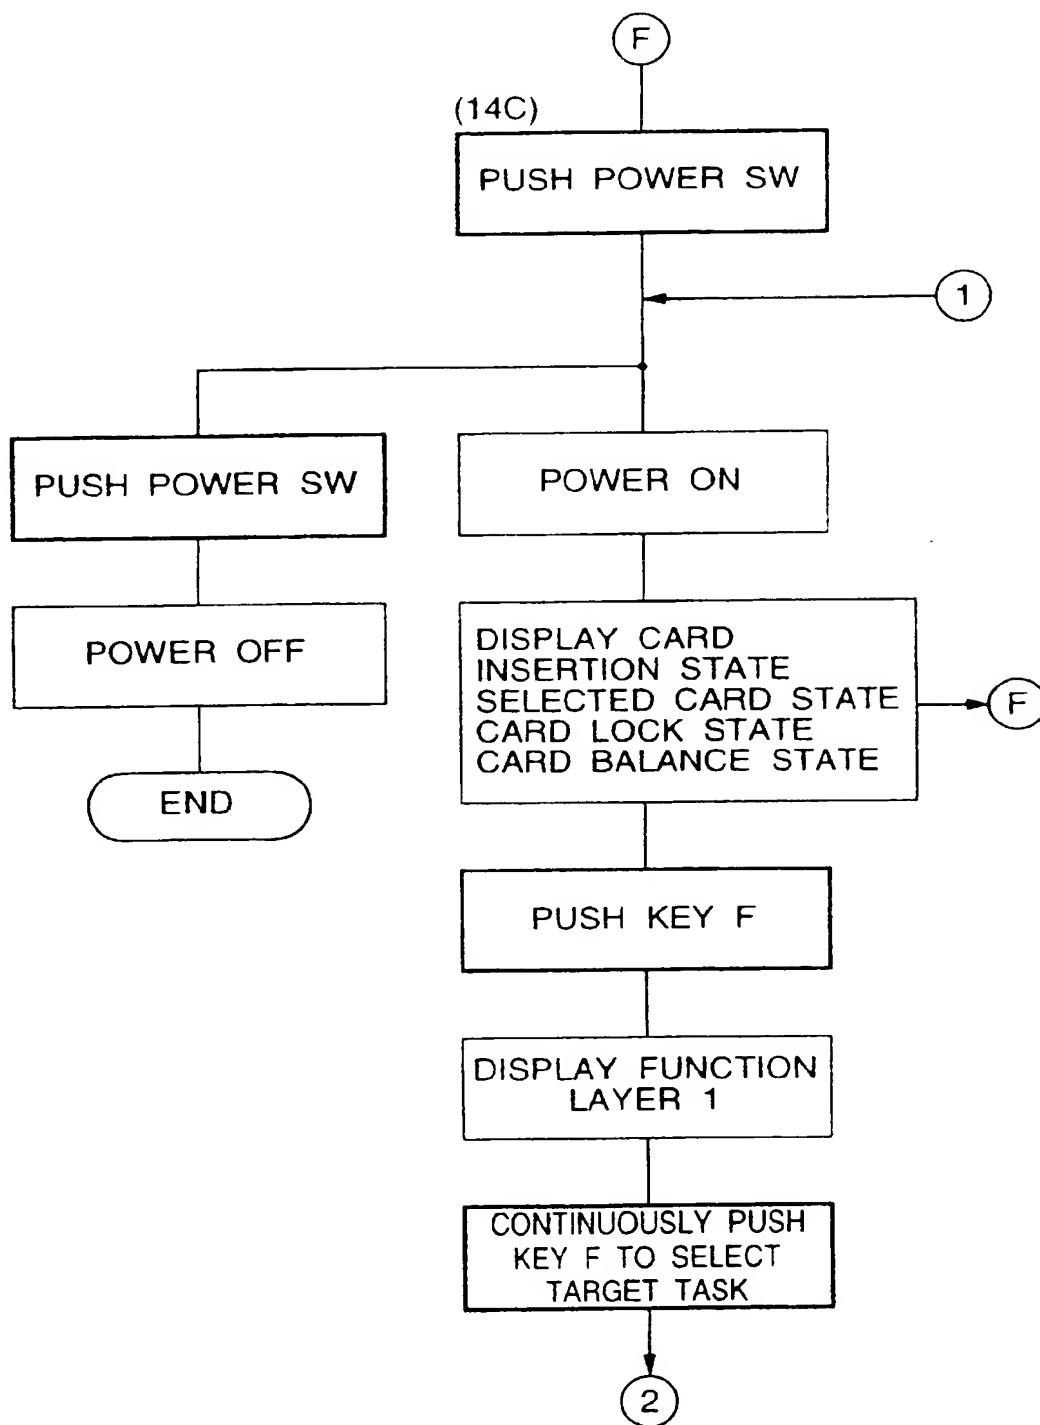 F
(14C)
PUSH POWER SW
1
PUSH POWER SW
POWER ON
POWER OFF
DISPLAY CARD
INSERTION STATE
SELECTED CARD STATE
CARD LOCK STATE
CARD BALANCE STATE
F
END
PUSH KEY F
DISPLAY FUNCTION
LAYER 1
CONTINUOUSLY PUSH
KEY F TO SELECT
TARGET TASK
2